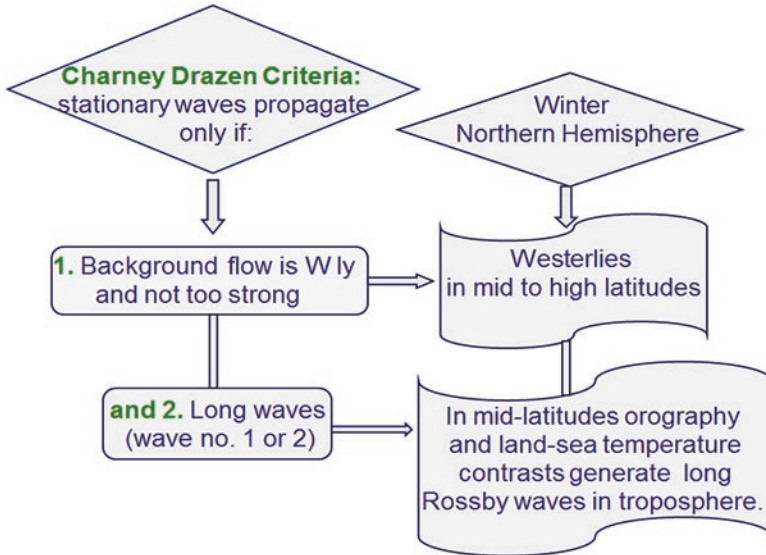 Charney Drazen Criteria:
stationary waves propagate
only if:
Winter
Northern Hemisphere
1. Background flow is W ly
and not too strong
Westerlies
in mid to high latitudes
and 2. Long waves
(wave no. 1 or 2)
In mid-latitudes orography
and land-sea temperature
contrasts generate long
Rossby waves in troposphere.